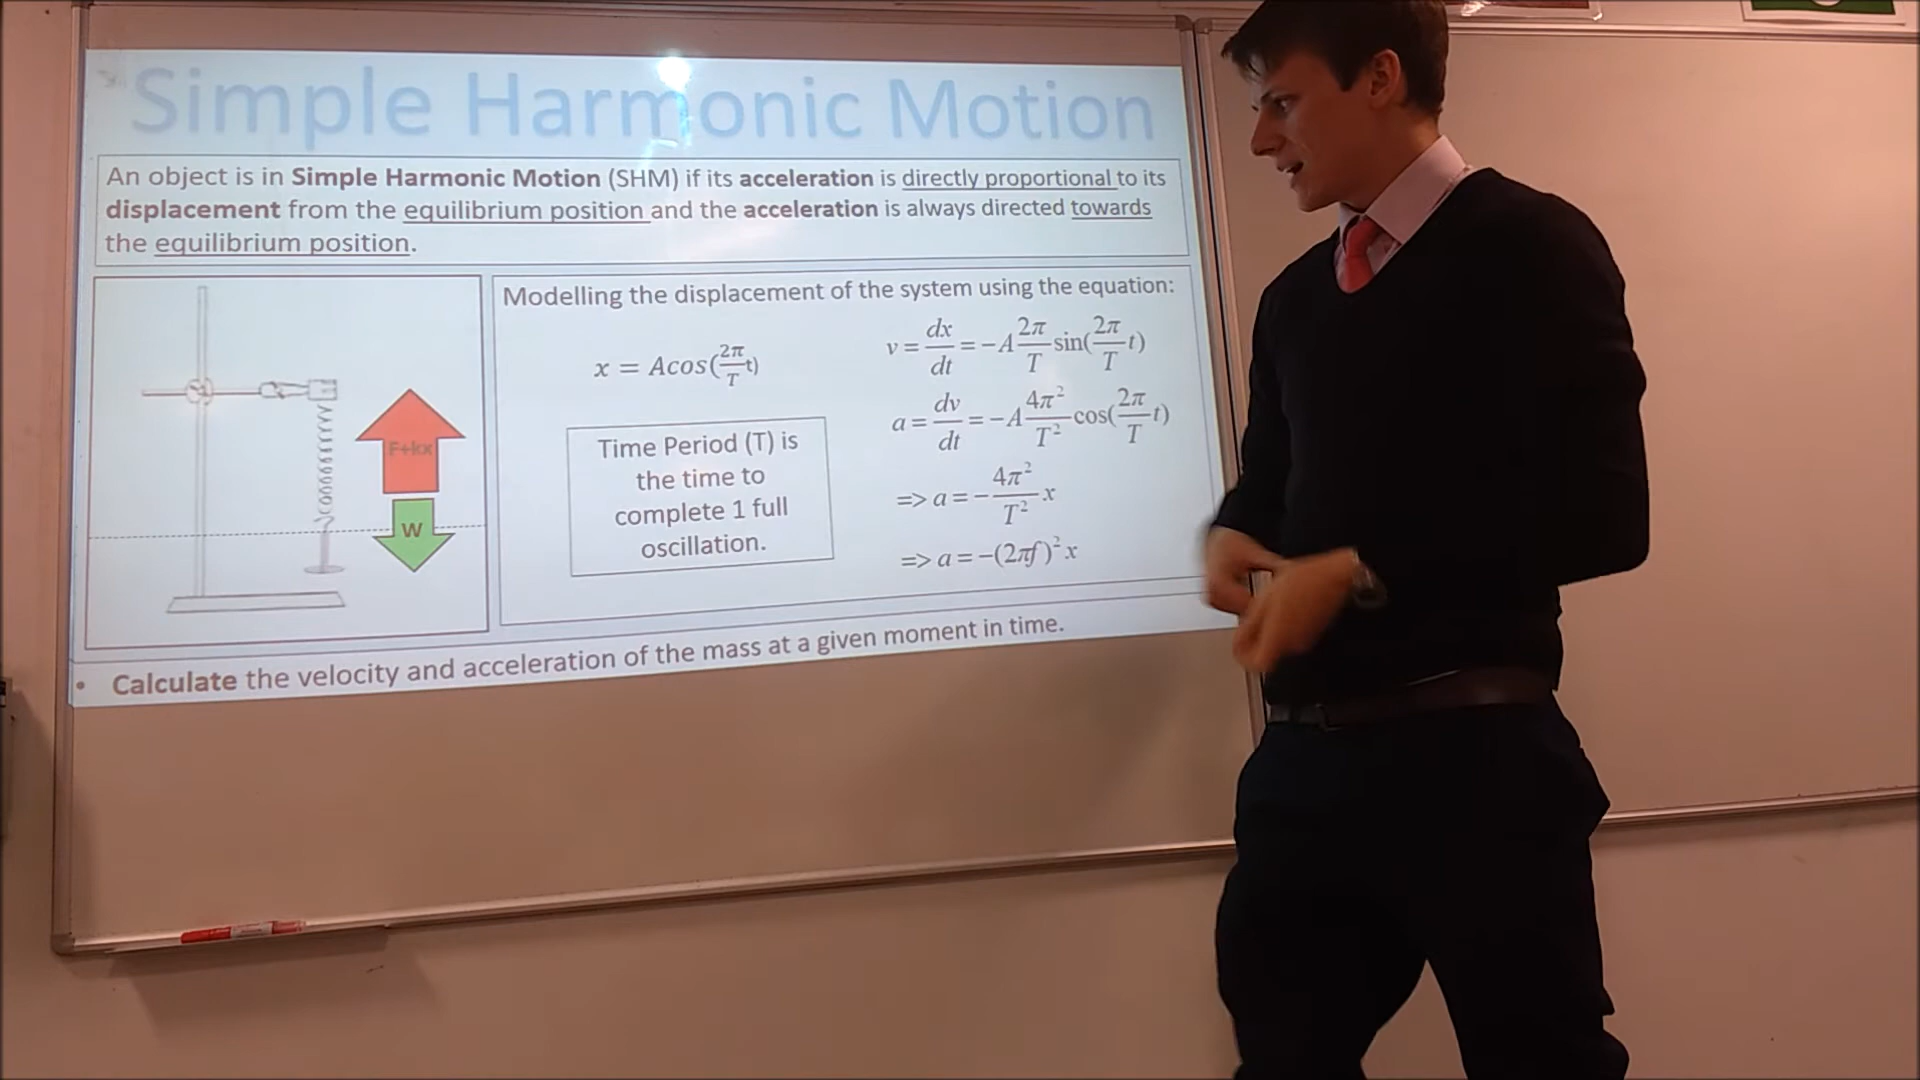 Simple Harmonic Motion
An object is in Simple Harmonic Motion (SHM) if its acceleration is directly proportional to its
displacement from the equilibrium position and the acceleration is always directed towards
the equilibrium position.
F+kx
W
Modelling the displacement of the system using the equation:
x = Acos(2π/T t)
Time Period (T) is
the time to
complete 1 full
oscillation.
v = dx/dt = -A 2π/T sin(2π/T t)
a = dv/dt = -A 4π²/T² cos(2π/T t)
=> a = - 4π²/T² x
=> a = -(2πf)² x
• Calculate the velocity and acceleration of the mass at a given moment in time.